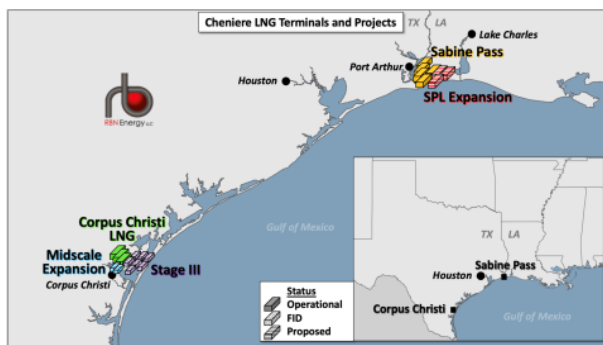 Cheniere LNG Terminals and Projects
TX
LA
Lake Charles
Sabine Pass
Port Arthur
Houston
SPL Expansion
RBN Energy LLC
Corpus Christi
LNG
Midscale
Expansion
Stage III
Corpus Christi
Gulf of Mexico
Status
Operational
FID
Proposed
TX
LA
Sabine Pass
Houston
Corpus Christi
Gulf of Mexico